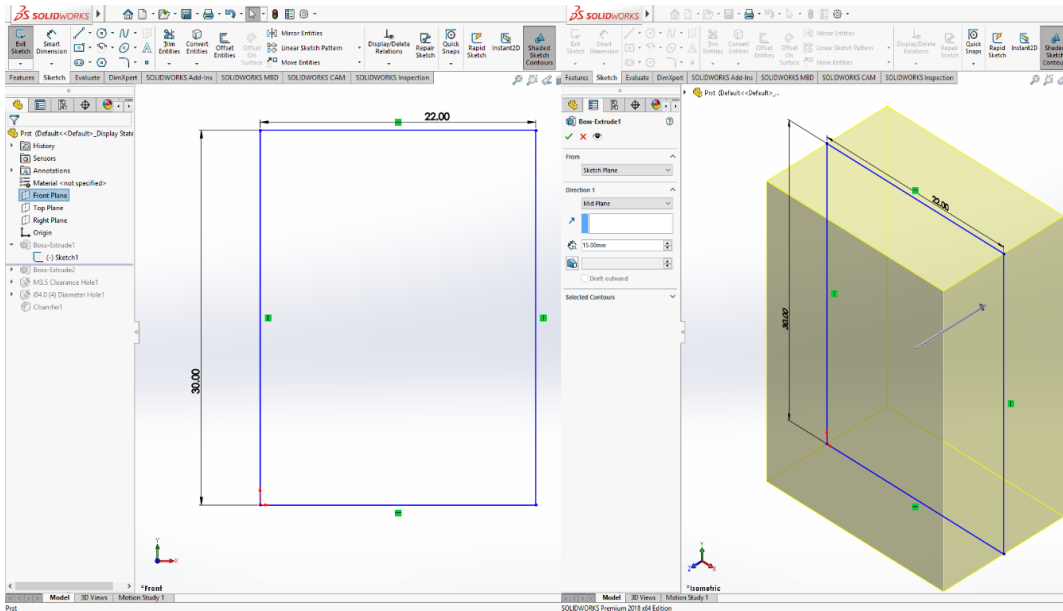 SOLIDWORKS
Exit Sketch
Smart Dimension
Trim Entities
Convert Entities
Offset Entities
Offset On Surface
Mirror Entities
Linear Sketch Pattern
Move Entities
Display/Delete Relations
Repair Sketch
Quick Snaps
Rapid Sketch
Instant2D
Shaded Sketch Contours
Features Sketch Evaluate DimXpert SOLIDWORKS Add-Ins SOLIDWORKS MBD SOLIDWORKS CAM SOLIDWORKS Inspection
Prst (Default<<Default>_Display State
History
Sensors
Annotations
Material <not specified>
Front Plane
Top Plane
Right Plane
Origin
Boss-Extrude1
(-) Sketch1
Boss-Extrude2
M3.5 Clearance Hole1
Ø4.0 (4) Diameter Hole1
Chamfer1
22.00
30.00
Y
X
*Front
Model 3D Views Motion Study 1
Prst
SOLIDWORKS
Exit Sketch
Smart Dimension
Trim Entities
Convert Entities
Offset Entities
Offset On Surface
Mirror Entities
Linear Sketch Pattern
Move Entities
Display/Delete Relations
Repair Sketch
Quick Snaps
Rapid Sketch
Instant2D
Shaded Sketch Contours
Features Sketch Evaluate DimXpert SOLIDWORKS Add-Ins SOLIDWORKS MBD SOLIDWORKS CAM SOLIDWORKS Inspection
Prst (Default<<Default>_...
Boss-Extrude1
From
Sketch Plane
Direction 1
Mid Plane
15.00mm
Draft outward
Selected Contours
22.00
30.00
Y
Z
X
*Isometric
Model 3D Views Motion Study 1
SOLIDWORKS Premium 2018 x64 Edition